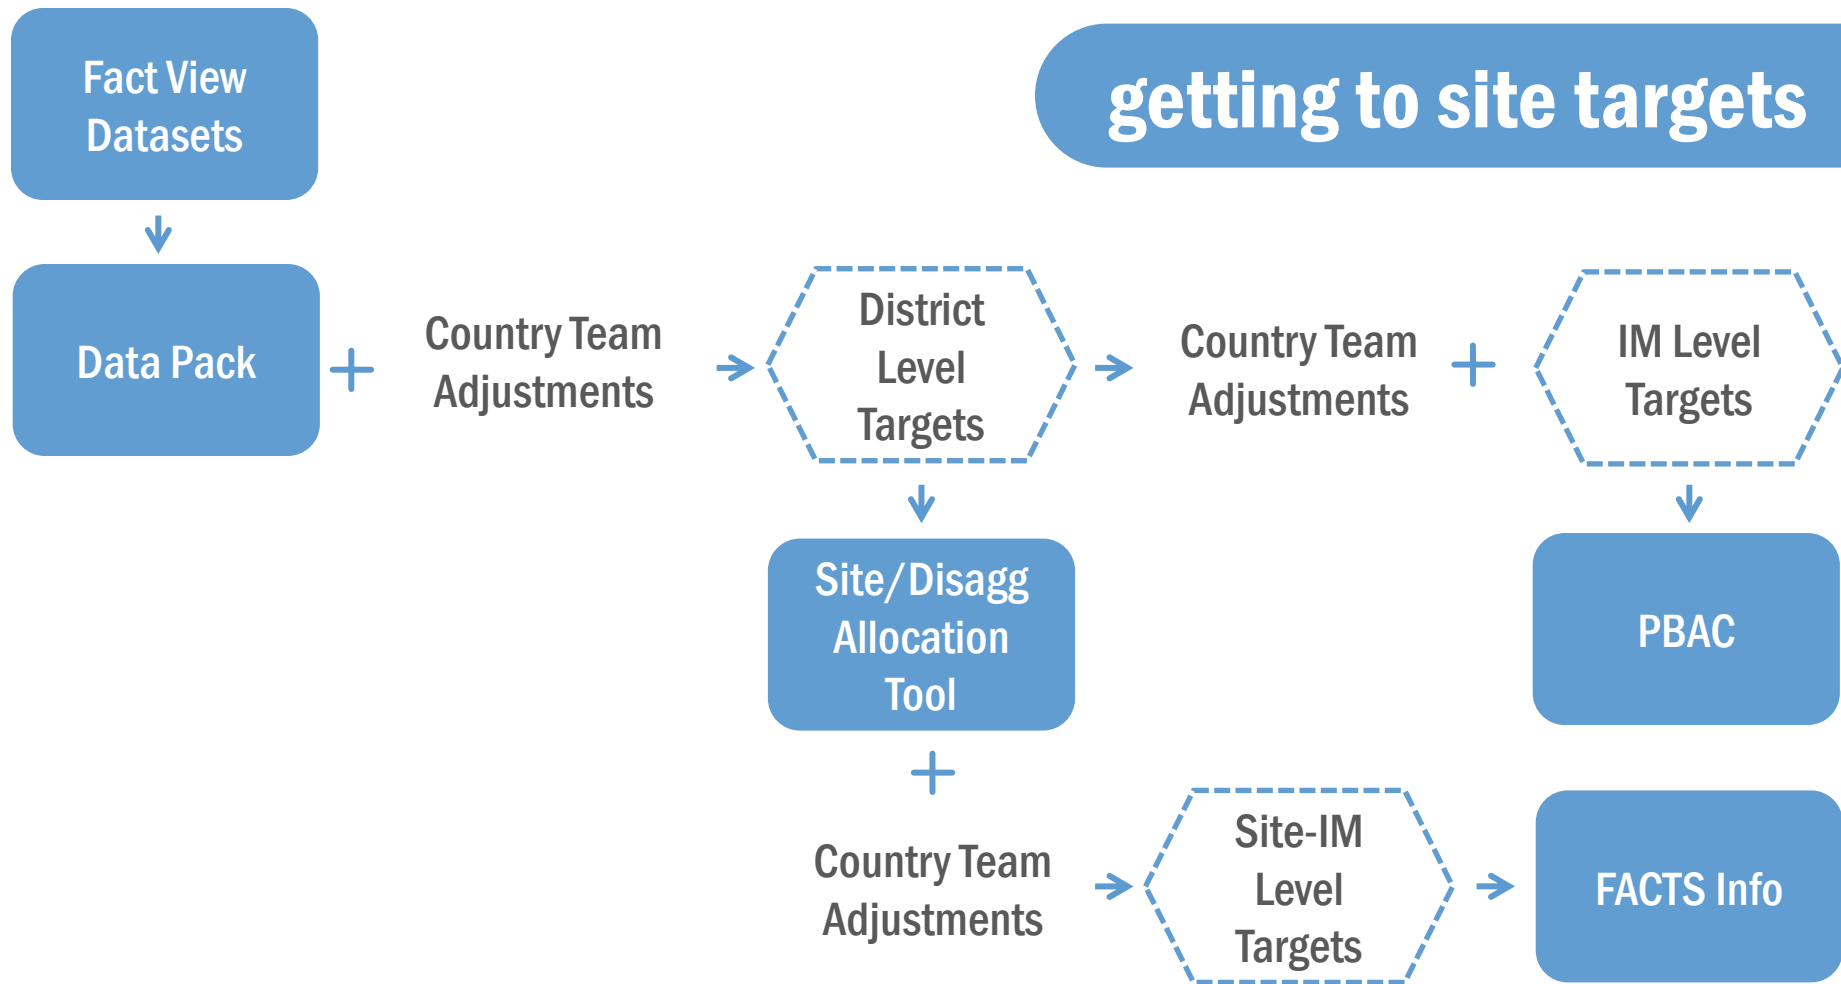 Fact View
Datasets
getting to site targets
Data Pack
+
Country Team
Adjustments
District
Level
Targets
Country Team
Adjustments
+
IM Level
Targets
Site/Disagg
Allocation
Tool
PBAC
+
Country Team
Adjustments
Site-IM
Level
Targets
FACTS Info